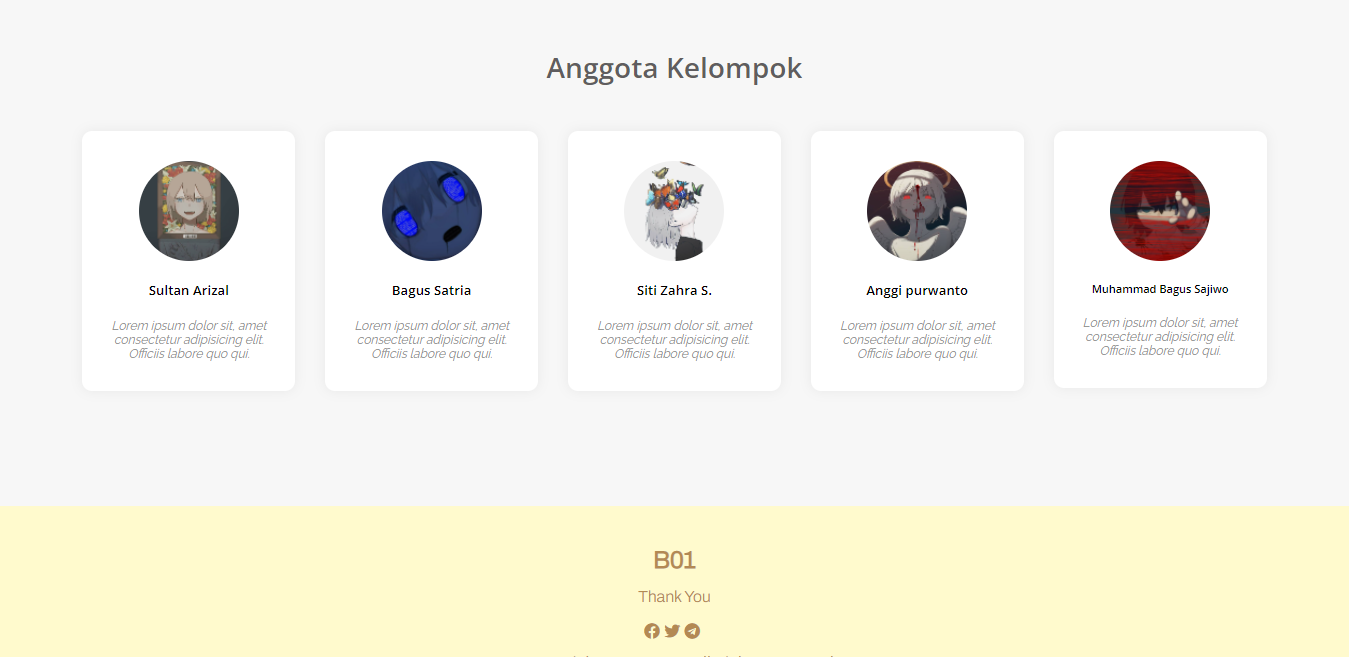 Anggota Kelompok
Sultan Arizal
Lorem ipsum dolor sit, amet
consectetur adipisicing elit.
Officiis labore quo qui.
Bagus Satria
Lorem ipsum dolor sit, amet
consectetur adipisicing elit.
Officiis labore quo qui.
Siti Zahra S.
Lorem ipsum dolor sit, amet
consectetur adipisicing elit.
Officiis labore quo qui.
Anggi purwanto
Lorem ipsum dolor sit, amet
consectetur adipisicing elit.
Officiis labore quo qui.
Muhammad Bagus Sajiwo
Lorem ipsum dolor sit, amet
consectetur adipisicing elit.
Officiis labore quo qui.
B01
Thank You